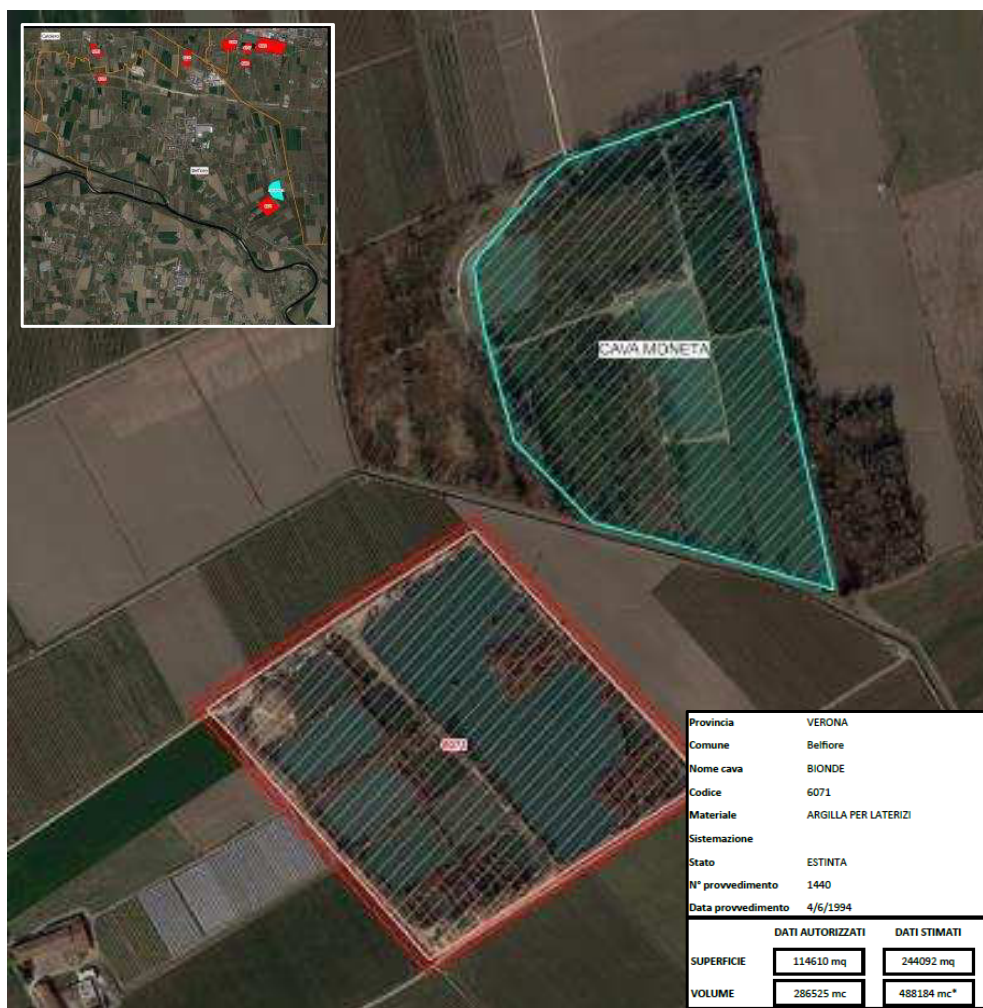 Caldiero
Belfiore
CAVA MONETA
6071
Provincia VERONA
Comune Belfiore
Nome cava BIONDE
Codice 6071
Materiale ARGILLA PER LATERIZI
Sistemazione
Stato ESTINTA
N° provvedimento 1440
Data provvedimento 4/6/1994
DATI AUTORIZZATI DATI STIMATI
SUPERFICIE 114610 mq 244092 mq
VOLUME 286525 mc 488184 mc*